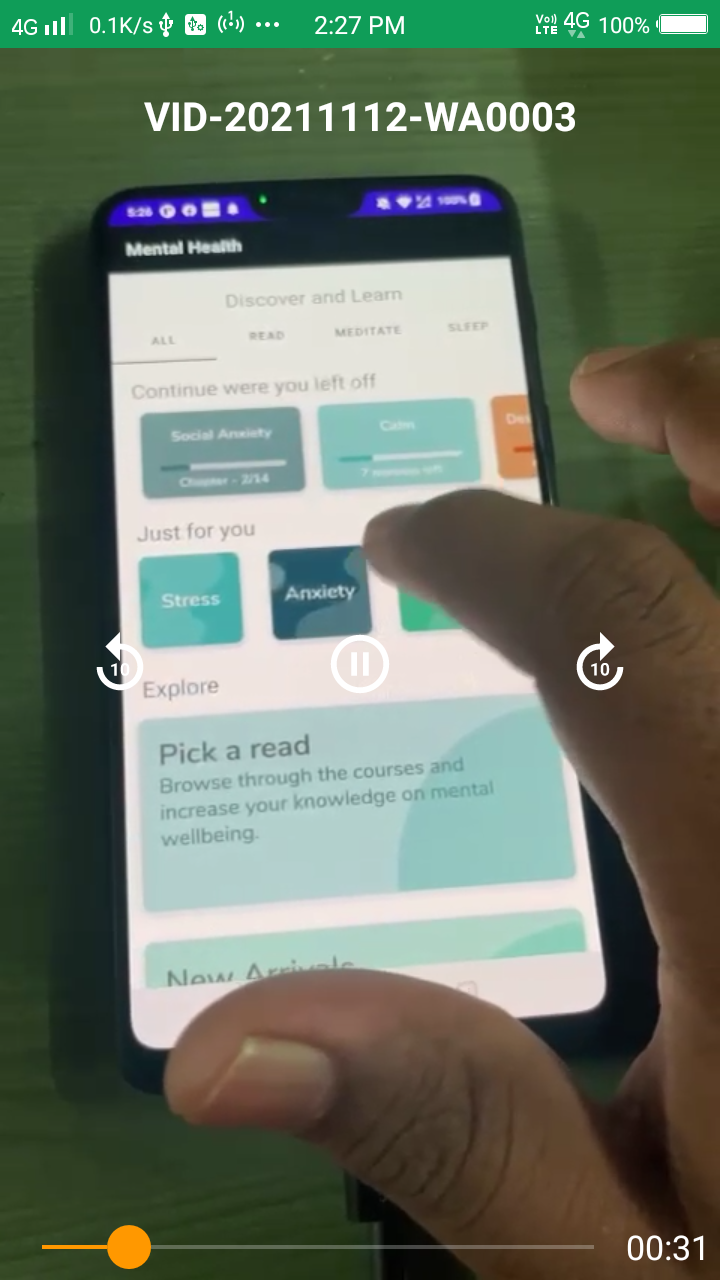 4G 0.1K/s 2:27 PM VoI) LTE 4G 100%
VID-20211112-WA0003
5:26 100%
Mental Health
Discover and Learn
ALL READ MEDITATE SLEEP
Continue were you left off
Social Anxiety Calm
Chapter - 2/14 7 minutes left
Just for you
Stress Anxiety
10 10
Explore
Pick a read
Browse through the courses and
increase your knowledge on mental
wellbeing.
New Arrivals
00:31